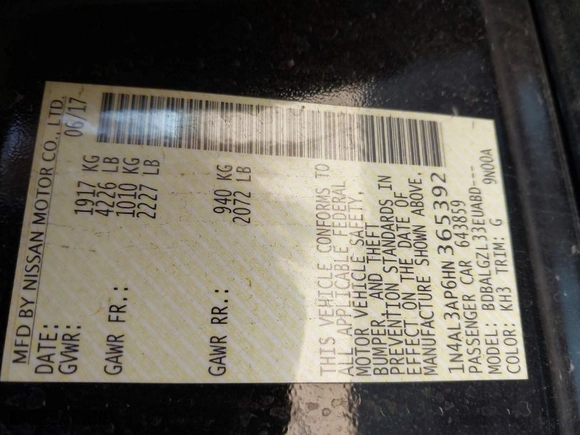 MFD BY NISSAN MOTOR CO., LTD.
DATE: 06/17
GVWR: 1917 KG
4226 LB
GAWR FR.: 1010 KG
2227 LB
GAWR RR.: 940 KG
2072 LB
THIS VEHICLE CONFORMS TO
ALL APPLICABLE FEDERAL
MOTOR VEHICLE SAFETY,
BUMPER, AND THEFT
PREVENTION STANDARDS IN
EFFECT ON THE DATE OF
MANUFACTURE SHOWN ABOVE.
1N4AL3AP6HN365392
PASSENGER CAR 643859
MODEL: BDBALGZL33EUABD--- 9N00A
COLOR: KH3 TRIM: G